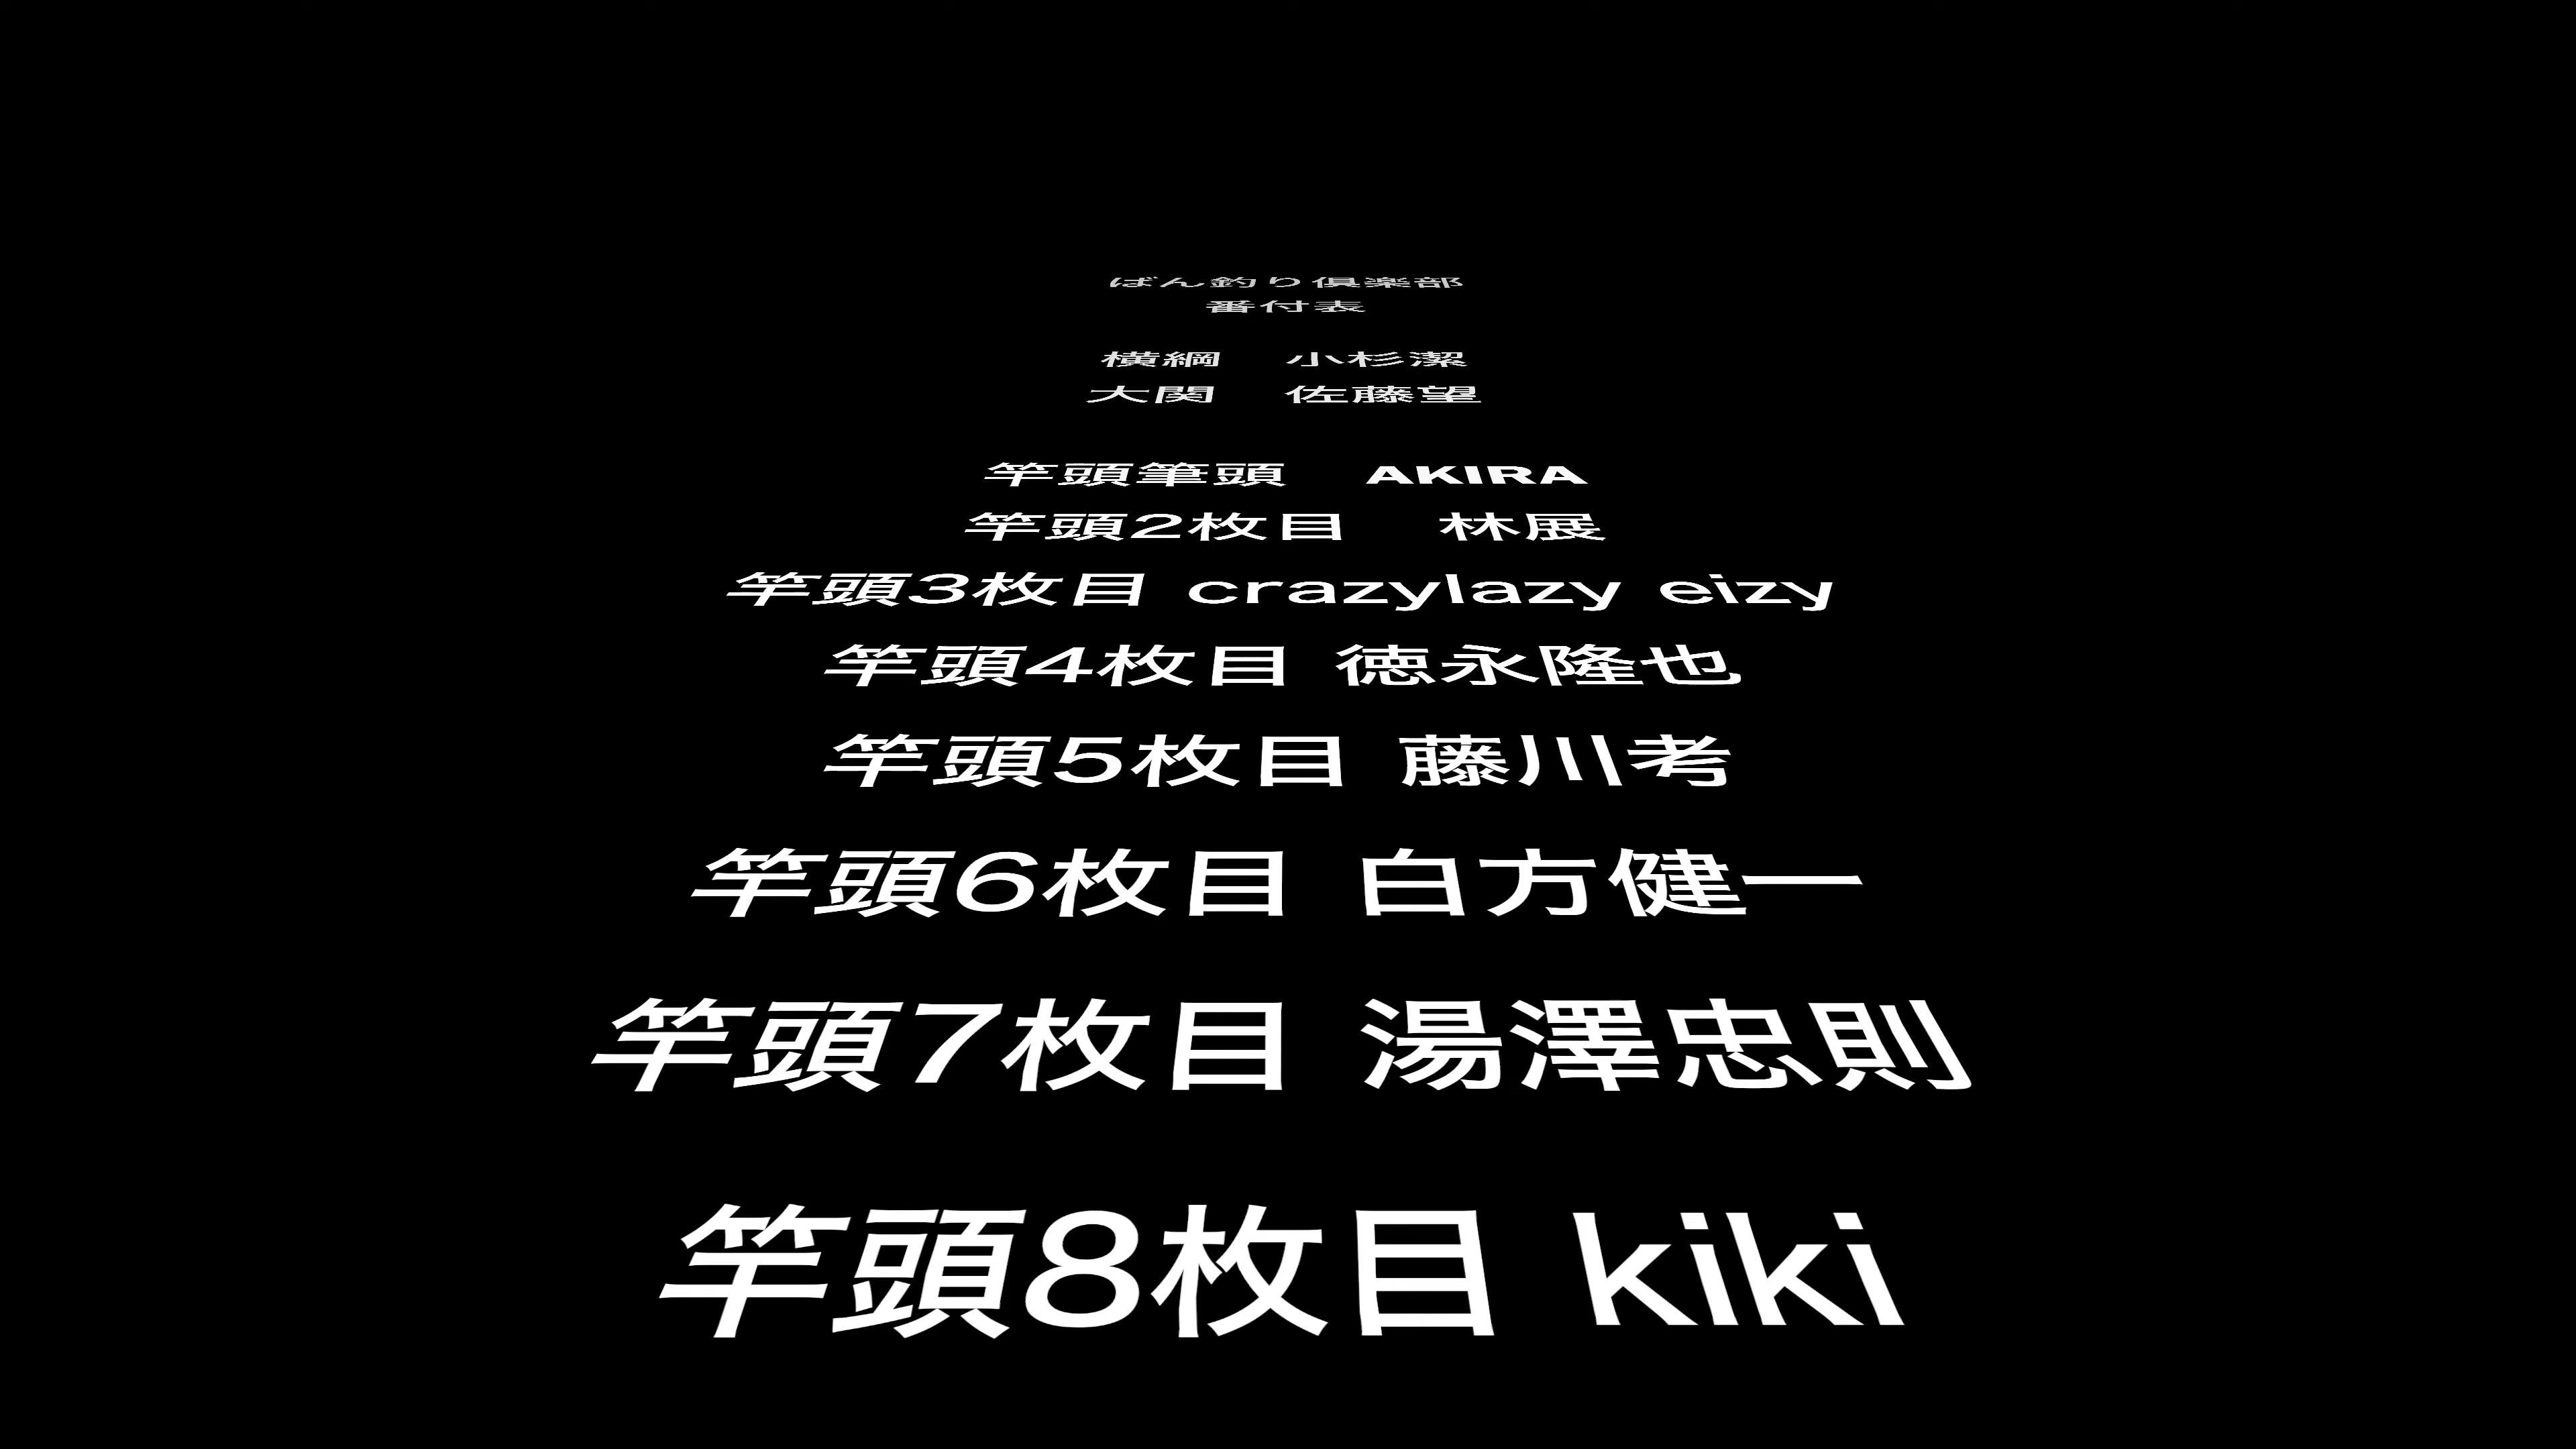 ばん釣り倶楽部
番付表
横綱 小杉潔
大関 佐藤望
竿頭筆頭 AKIRA
竿頭2枚目 林展
竿頭3枚目 crazylazy eizy
竿頭4枚目 徳永隆也
竿頭5枚目 藤川考
竿頭6枚目 白方健一
竿頭7枚目 湯澤忠則
竿頭8枚目 kiki